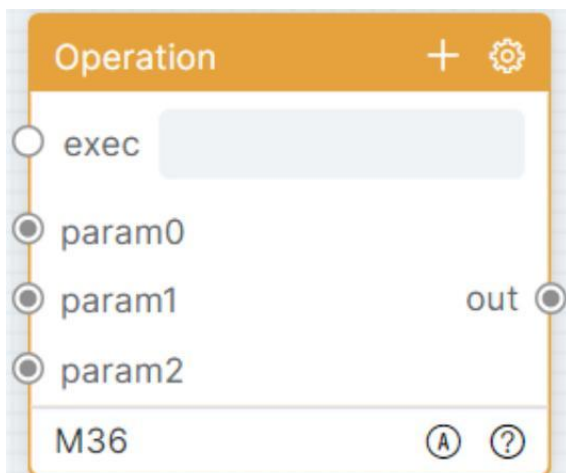 Operation
exec
param0
param1
out
param2
M36 A ?